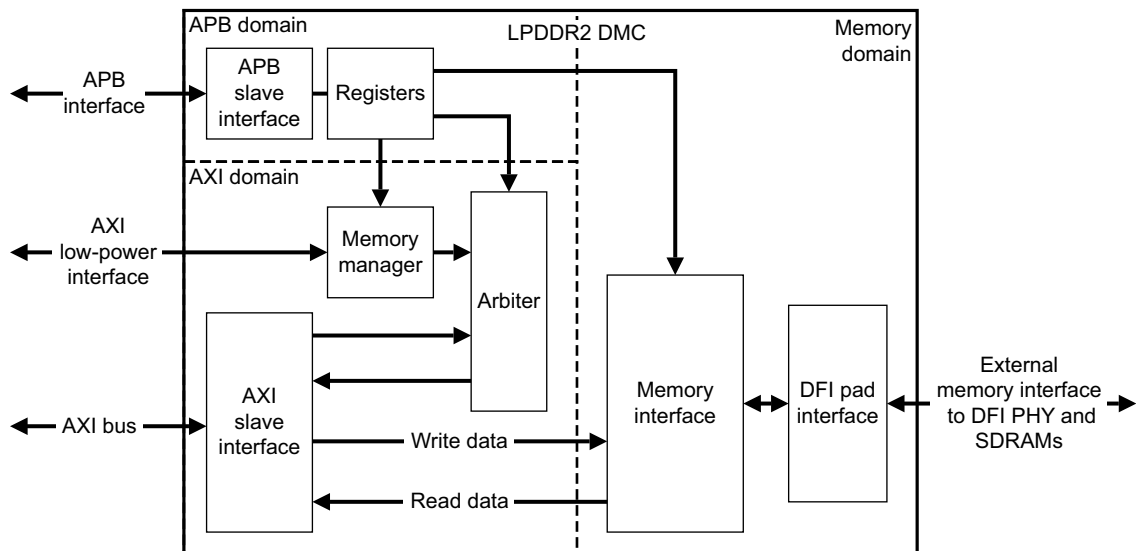 APB domain
LPDDR2 DMC
Memory
domain
APB
interface
APB
slave
interface
Registers
AXI domain
AXI
low-power
interface
Memory
manager
Arbiter
AXI bus
AXI
slave
interface
Write data
Read data
Memory
interface
DFI pad
interface
External
memory interface
to DFI PHY and
SDRAMs